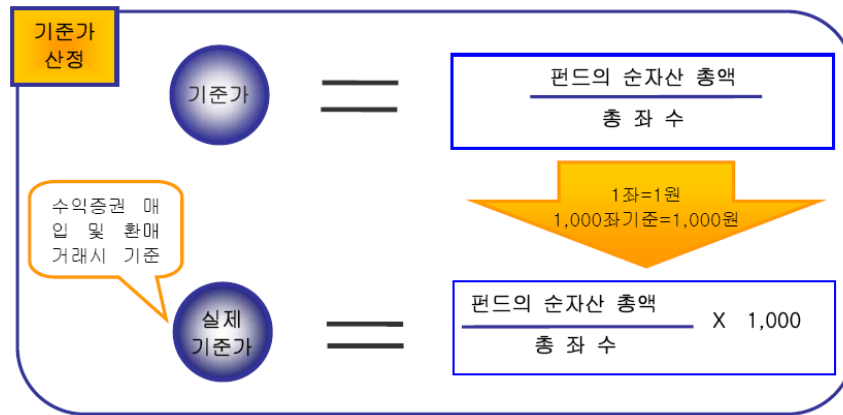 기준가
산정
기준가
펀드의 순자산 총액
총 좌 수
1좌=1원
1,000좌기준=1,000원
수익증권 매
입 및 환매
거래시 기준
실제
기준가
펀드의 순자산 총액
X 1,000
총 좌 수